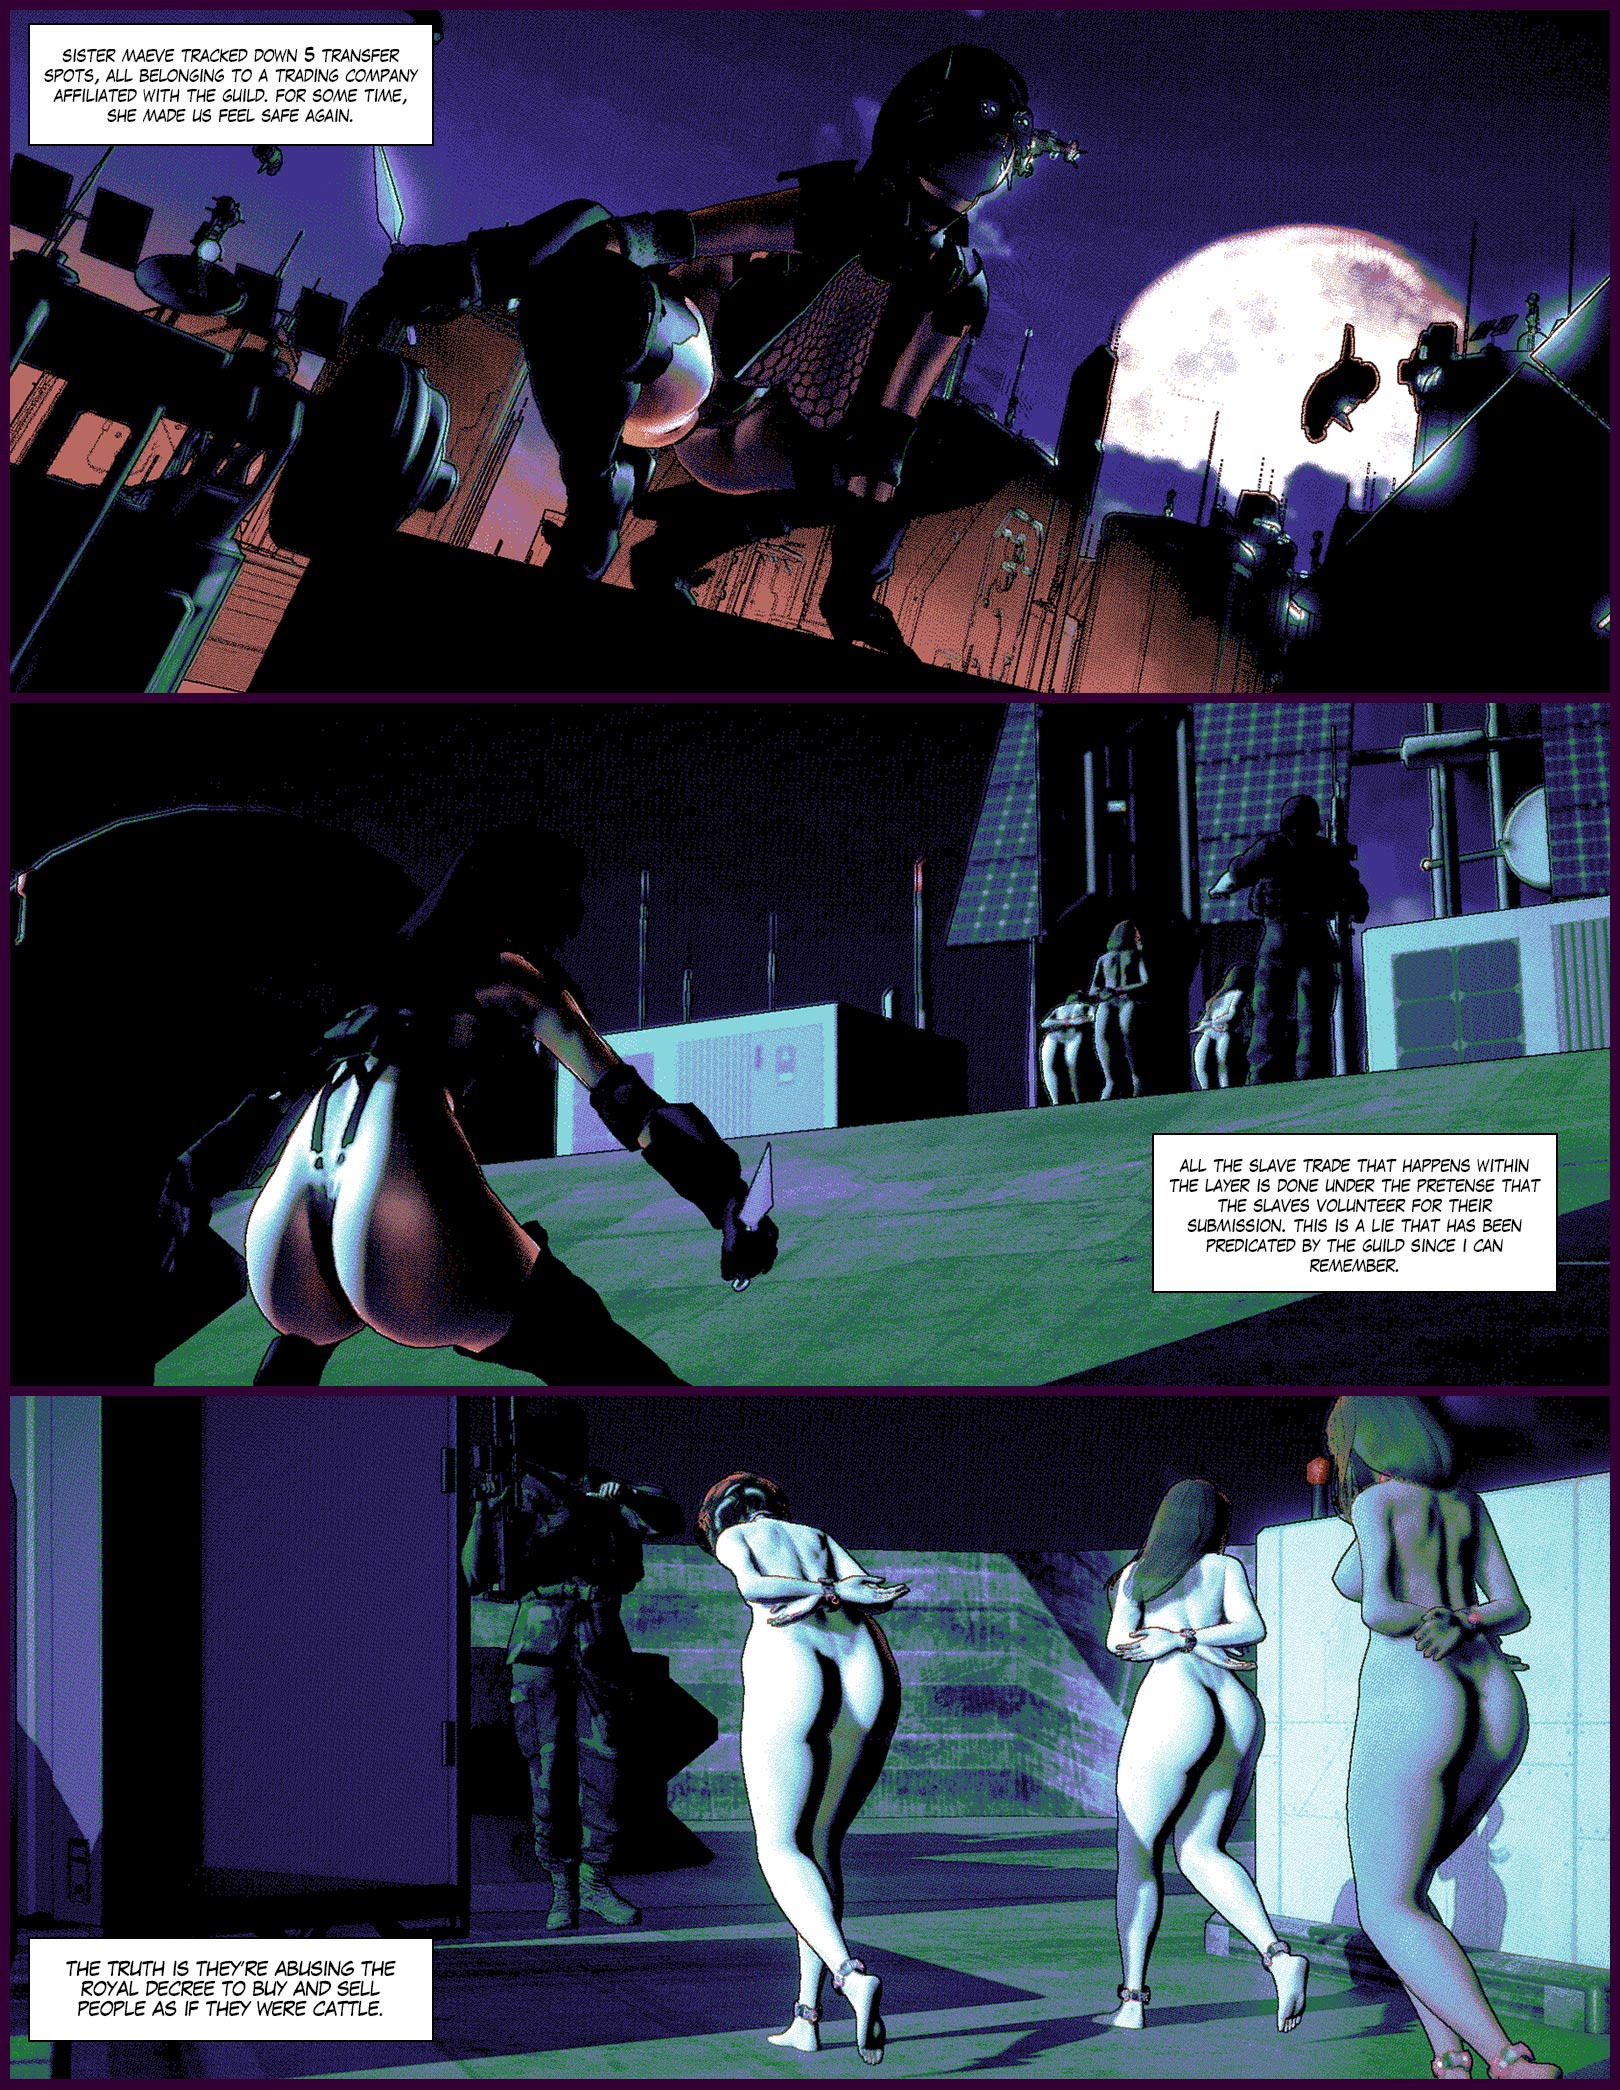 SISTER MAEVE TRACKED DOWN 5 TRANSFER
SPOTS, ALL BELONGING TO A TRADING COMPANY
AFFILIATED WITH THE GUILD. FOR SOME TIME,
SHE MADE US FEEL SAFE AGAIN.
ALL THE SLAVE TRADE THAT HAPPENS WITHIN
THE LAYER IS DONE UNDER THE PRETENSE THAT
THE SLAVES VOLUNTEER FOR THEIR
SUBMISSION. THIS IS A LIE THAT HAS BEEN
PREDICATED BY THE GUILD SINCE I CAN
REMEMBER.
THE TRUTH IS THEY'RE ABUSING THE
ROYAL DECREE TO BUY AND SELL
PEOPLE AS IF THEY WERE CATTLE.